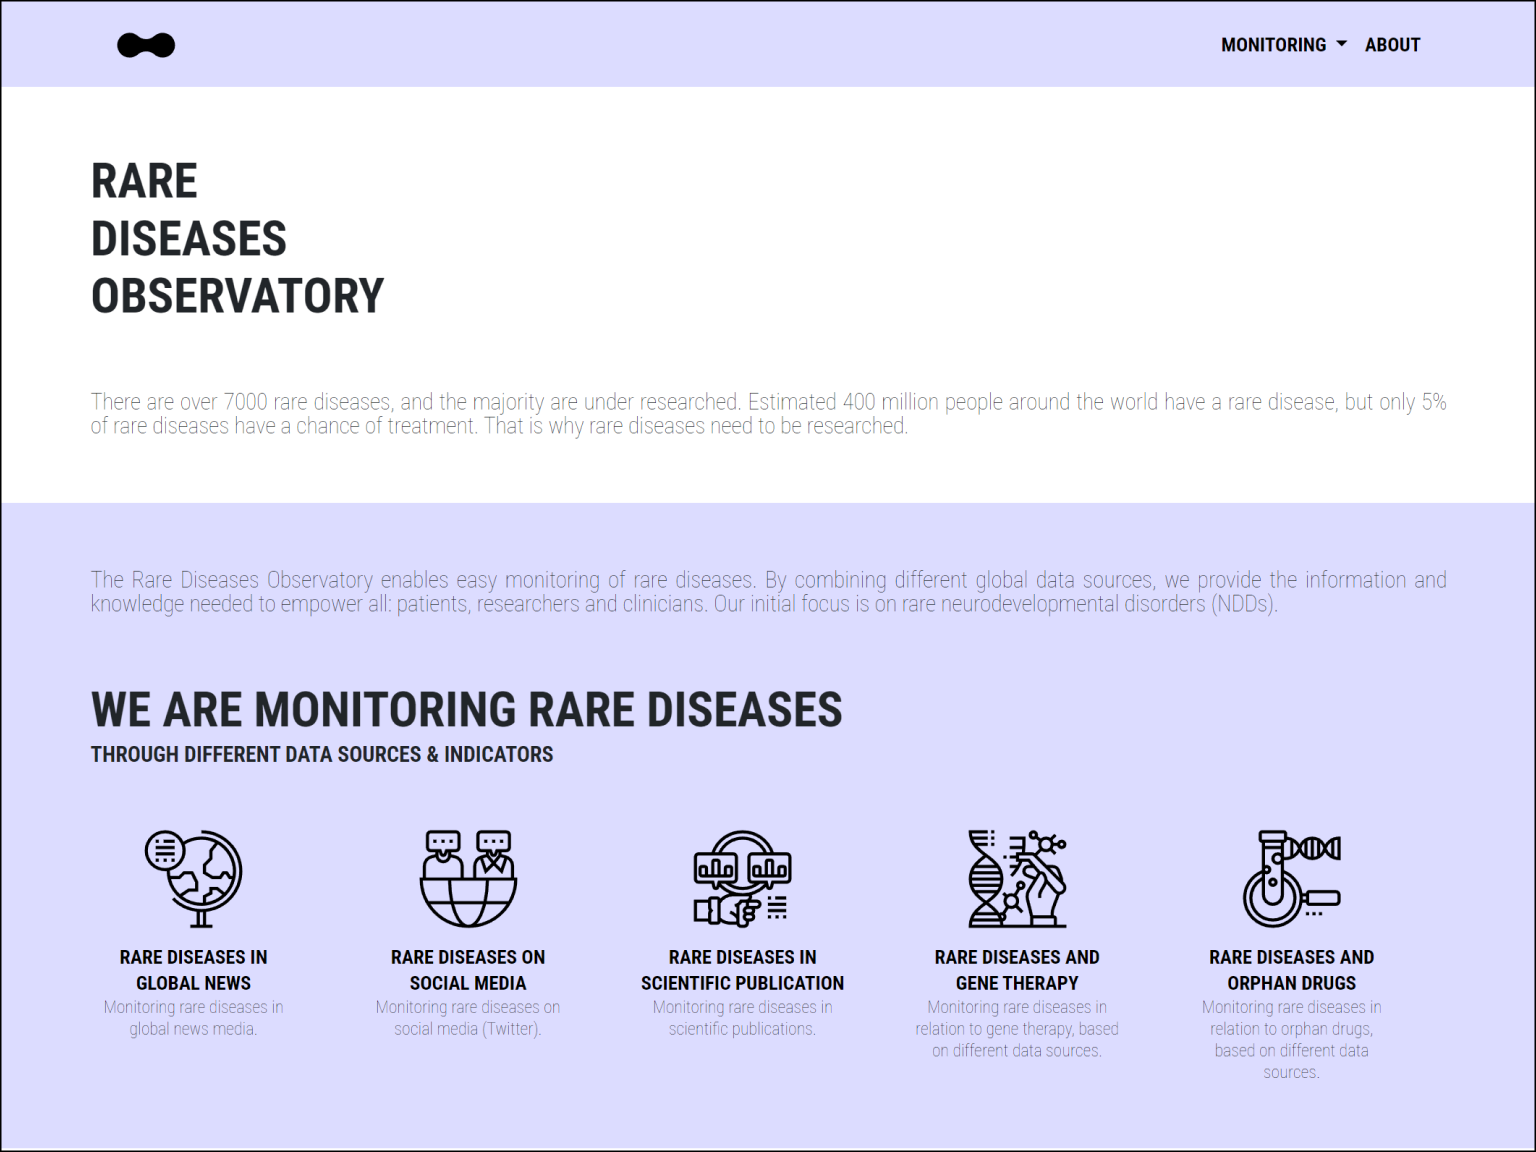 MONITORING ABOUT
RARE
DISEASES
OBSERVATORY
There are over 7000 rare diseases, and the majority are under researched. Estimated 400 million people around the world have a rare disease, but only 5%
of rare diseases have a chance of treatment. That is why rare diseases need to be researched.
The Rare Diseases Observatory enables easy monitoring of rare diseases. By combining different global data sources, we provide the information and
knowledge needed to empower all: patients, researchers and clinicians. Our initial focus is on rare neurodevelopmental disorders (NDDs).
WE ARE MONITORING RARE DISEASES
THROUGH DIFFERENT DATA SOURCES & INDICATORS
RARE DISEASES IN
GLOBAL NEWS
Monitoring rare diseases in
global news media.
RARE DISEASES ON
SOCIAL MEDIA
Monitoring rare diseases on
social media (Twitter).
RARE DISEASES IN
SCIENTIFIC PUBLICATION
Monitoring rare diseases in
scientific publications.
RARE DISEASES AND
GENE THERAPY
Monitoring rare diseases in
relation to gene therapy, based
on different data sources.
RARE DISEASES AND
ORPHAN DRUGS
Monitoring rare diseases in
relation to orphan drugs,
based on different data
sources.